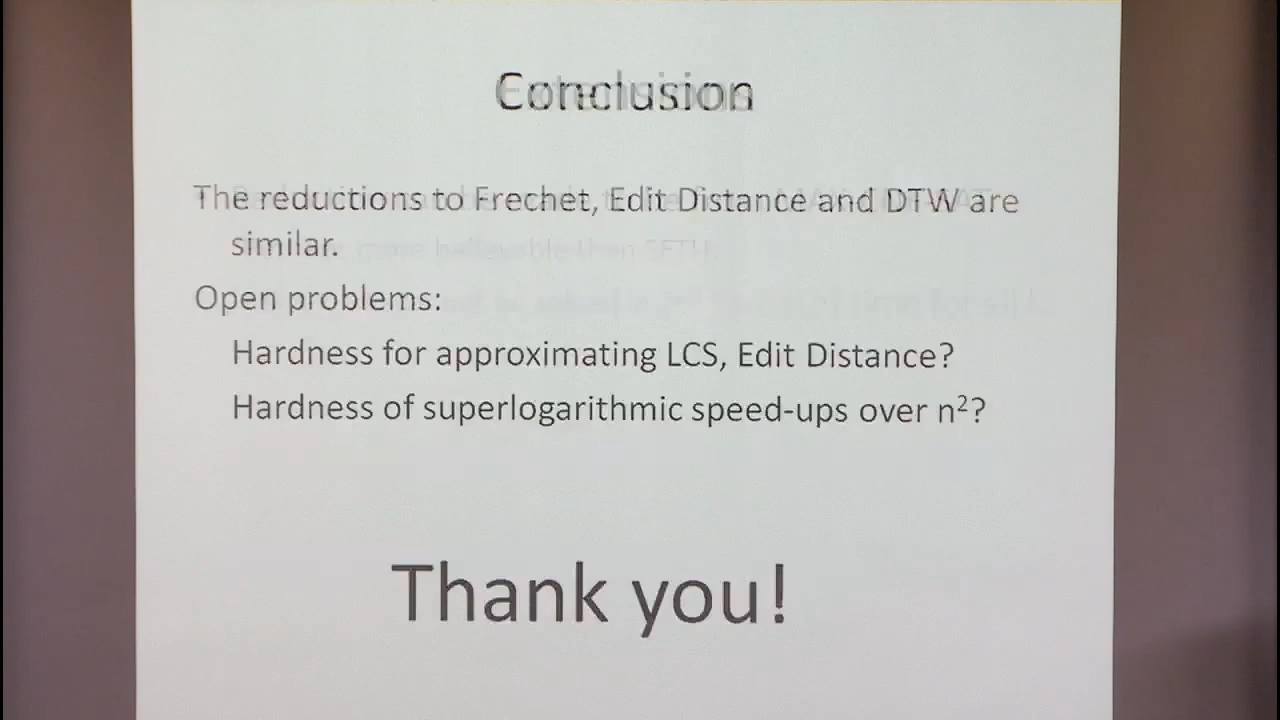 Conclusion
The reductions to Frechet, Edit Distance and DTW are
similar.
Open problems:
Hardness for approximating LCS, Edit Distance?
Hardness of superlogarithmic speed-ups over n²?
Thank you!